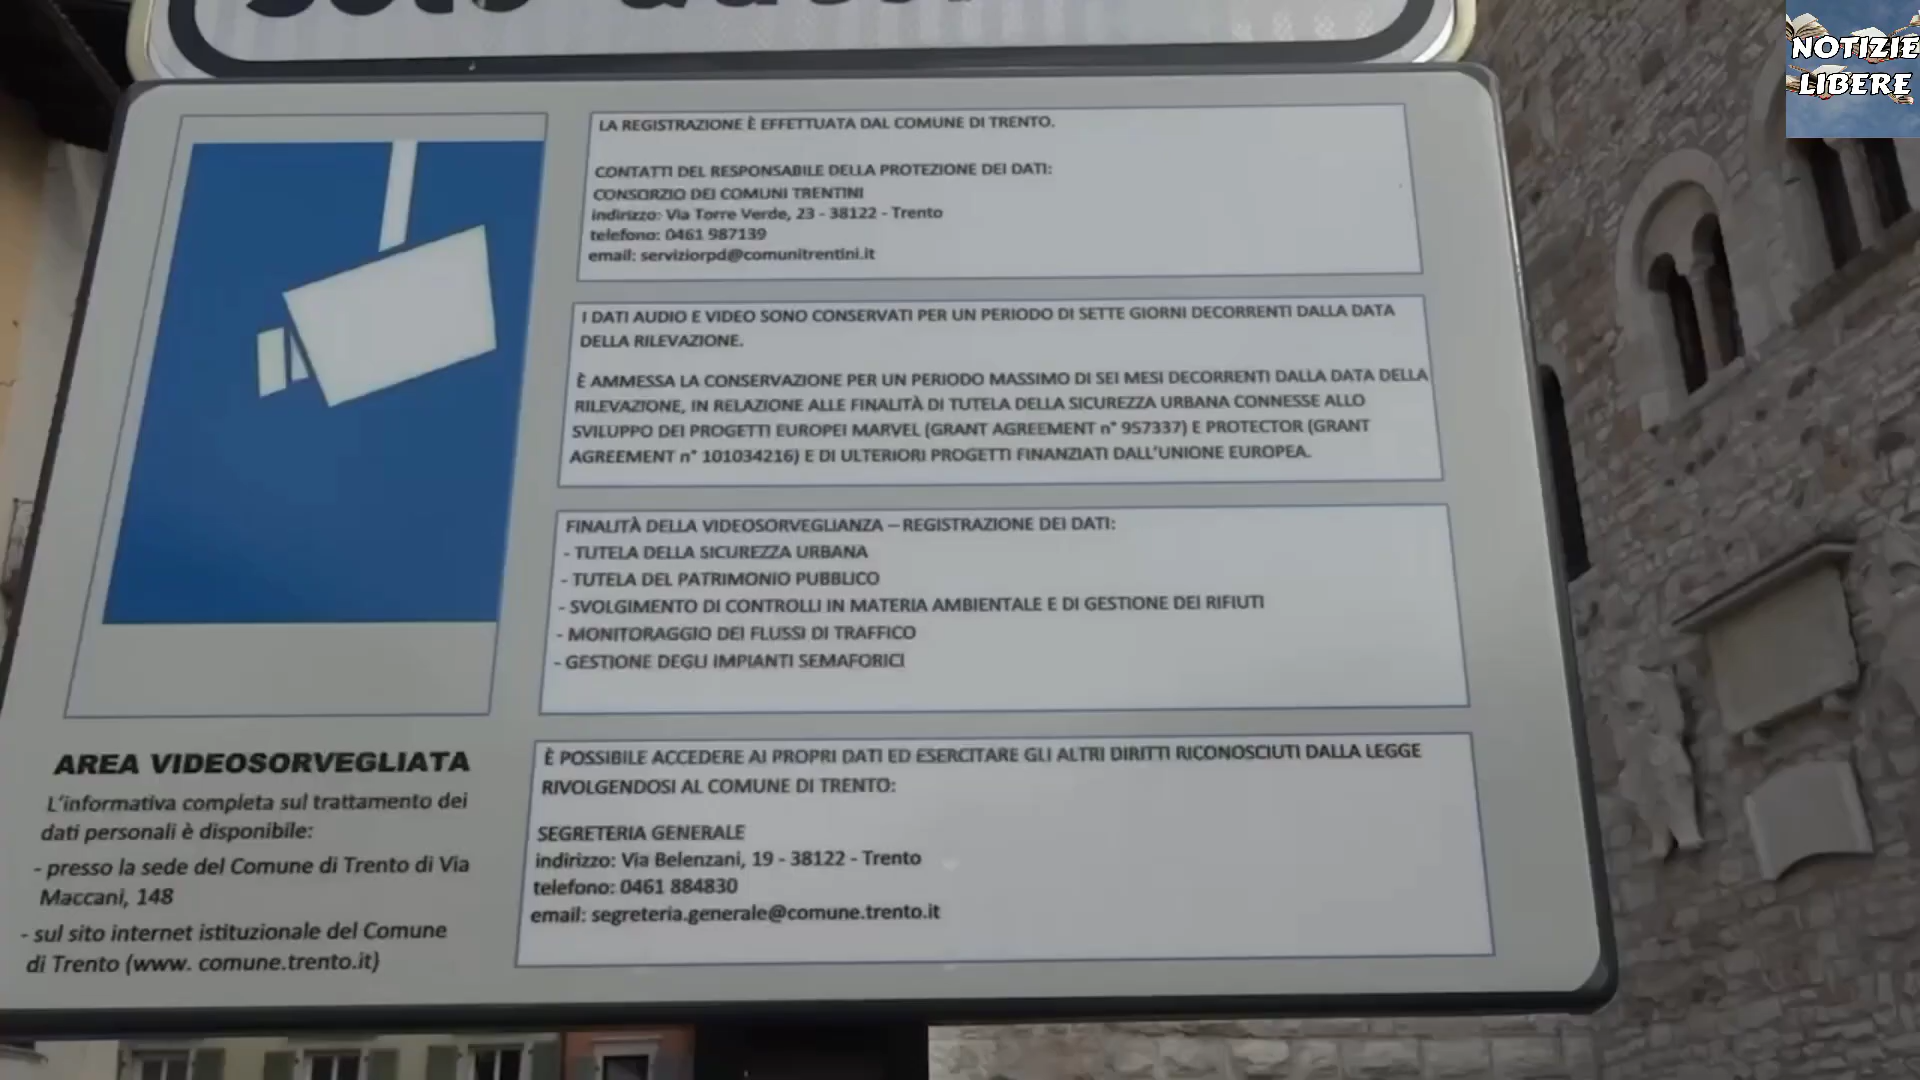 NOTIZIE
LIBERE
LA REGISTRAZIONE È EFFETTUATA DAL COMUNE DI TRENTO.
CONTATTI DEL RESPONSABILE DELLA PROTEZIONE DEI DATI:
CONSORZIO DEI COMUNI TRENTINI
indirizzo: Via Torre Verde, 23 - 38122 - Trento
telefono: 0461 987139
email: serviziorpd@comunitrentini.it
I DATI AUDIO E VIDEO SONO CONSERVATI PER UN PERIODO DI SETTE GIORNI DECORRENTI DALLA DATA
DELLA RILEVAZIONE.
È AMMESSA LA CONSERVAZIONE PER UN PERIODO MASSIMO DI SEI MESI DECORRENTI DALLA DATA DELLA
RILEVAZIONE, IN RELAZIONE ALLE FINALITÀ DI TUTELA DELLA SICUREZZA URBANA CONNESSE ALLO
SVILUPPO DEI PROGETTI EUROPEI MARVEL (GRANT AGREEMENT n° 957337) E PROTECTOR (GRANT
AGREEMENT n° 101034216) E DI ULTERIORI PROGETTI FINANZIATI DALL'UNIONE EUROPEA.
FINALITÀ DELLA VIDEOSORVEGLIANZA – REGISTRAZIONE DEI DATI:
- TUTELA DELLA SICUREZZA URBANA
- TUTELA DEL PATRIMONIO PUBBLICO
- SVOLGIMENTO DI CONTROLLI IN MATERIA AMBIENTALE E DI GESTIONE DEI RIFIUTI
- MONITORAGGIO DEI FLUSSI DI TRAFFICO
- GESTIONE DEGLI IMPIANTI SEMAFORICI
È POSSIBILE ACCEDERE AI PROPRI DATI ED ESERCITARE GLI ALTRI DIRITTI RICONOSCIUTI DALLA LEGGE
RIVOLGENDOSI AL COMUNE DI TRENTO:
SEGRETERIA GENERALE
indirizzo: Via Belenzani, 19 - 38122 - Trento
telefono: 0461 884830
email: segreteria.generale@comune.trento.it
AREA VIDEOSORVEGLIATA
L'informativa completa sul trattamento dei
dati personali è disponibile:
- presso la sede del Comune di Trento di Via
Maccani, 148
- sul sito internet istituzionale del Comune
di Trento (www. comune.trento.it)